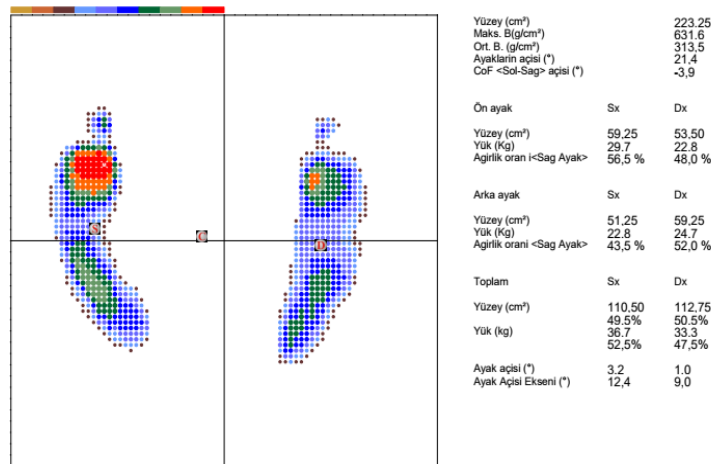 Yüzey (cm²) 223.25
Maks. B(g/cm²) 631.6
Ort. B. (g/cm²) 313,5
Ayaklarin açisi (°) 21,4
CoF <Sol-Sag> açisi (°) -3,9
Ön ayak Sx Dx
Yüzey (cm²) 59,25 53,50
Yük (Kg) 29.7 22.8
Agirlik oran i<Sag Ayak> 56,5 % 48,0 %
Arka ayak Sx Dx
Yüzey (cm²) 51,25 59,25
Yük (Kg) 22.8 24.7
Agirlik orani <Sag Ayak> 43,5 % 52,0 %
Toplam Sx Dx
Yüzey (cm²) 110,50 112,75
49.5% 50.5%
Yük (kg) 36.7 33.3
52,5% 47,5%
Ayak açisi (°) 3.2 1.0
Ayak Açisi Ekseni (°) 12,4 9,0
S
C
D